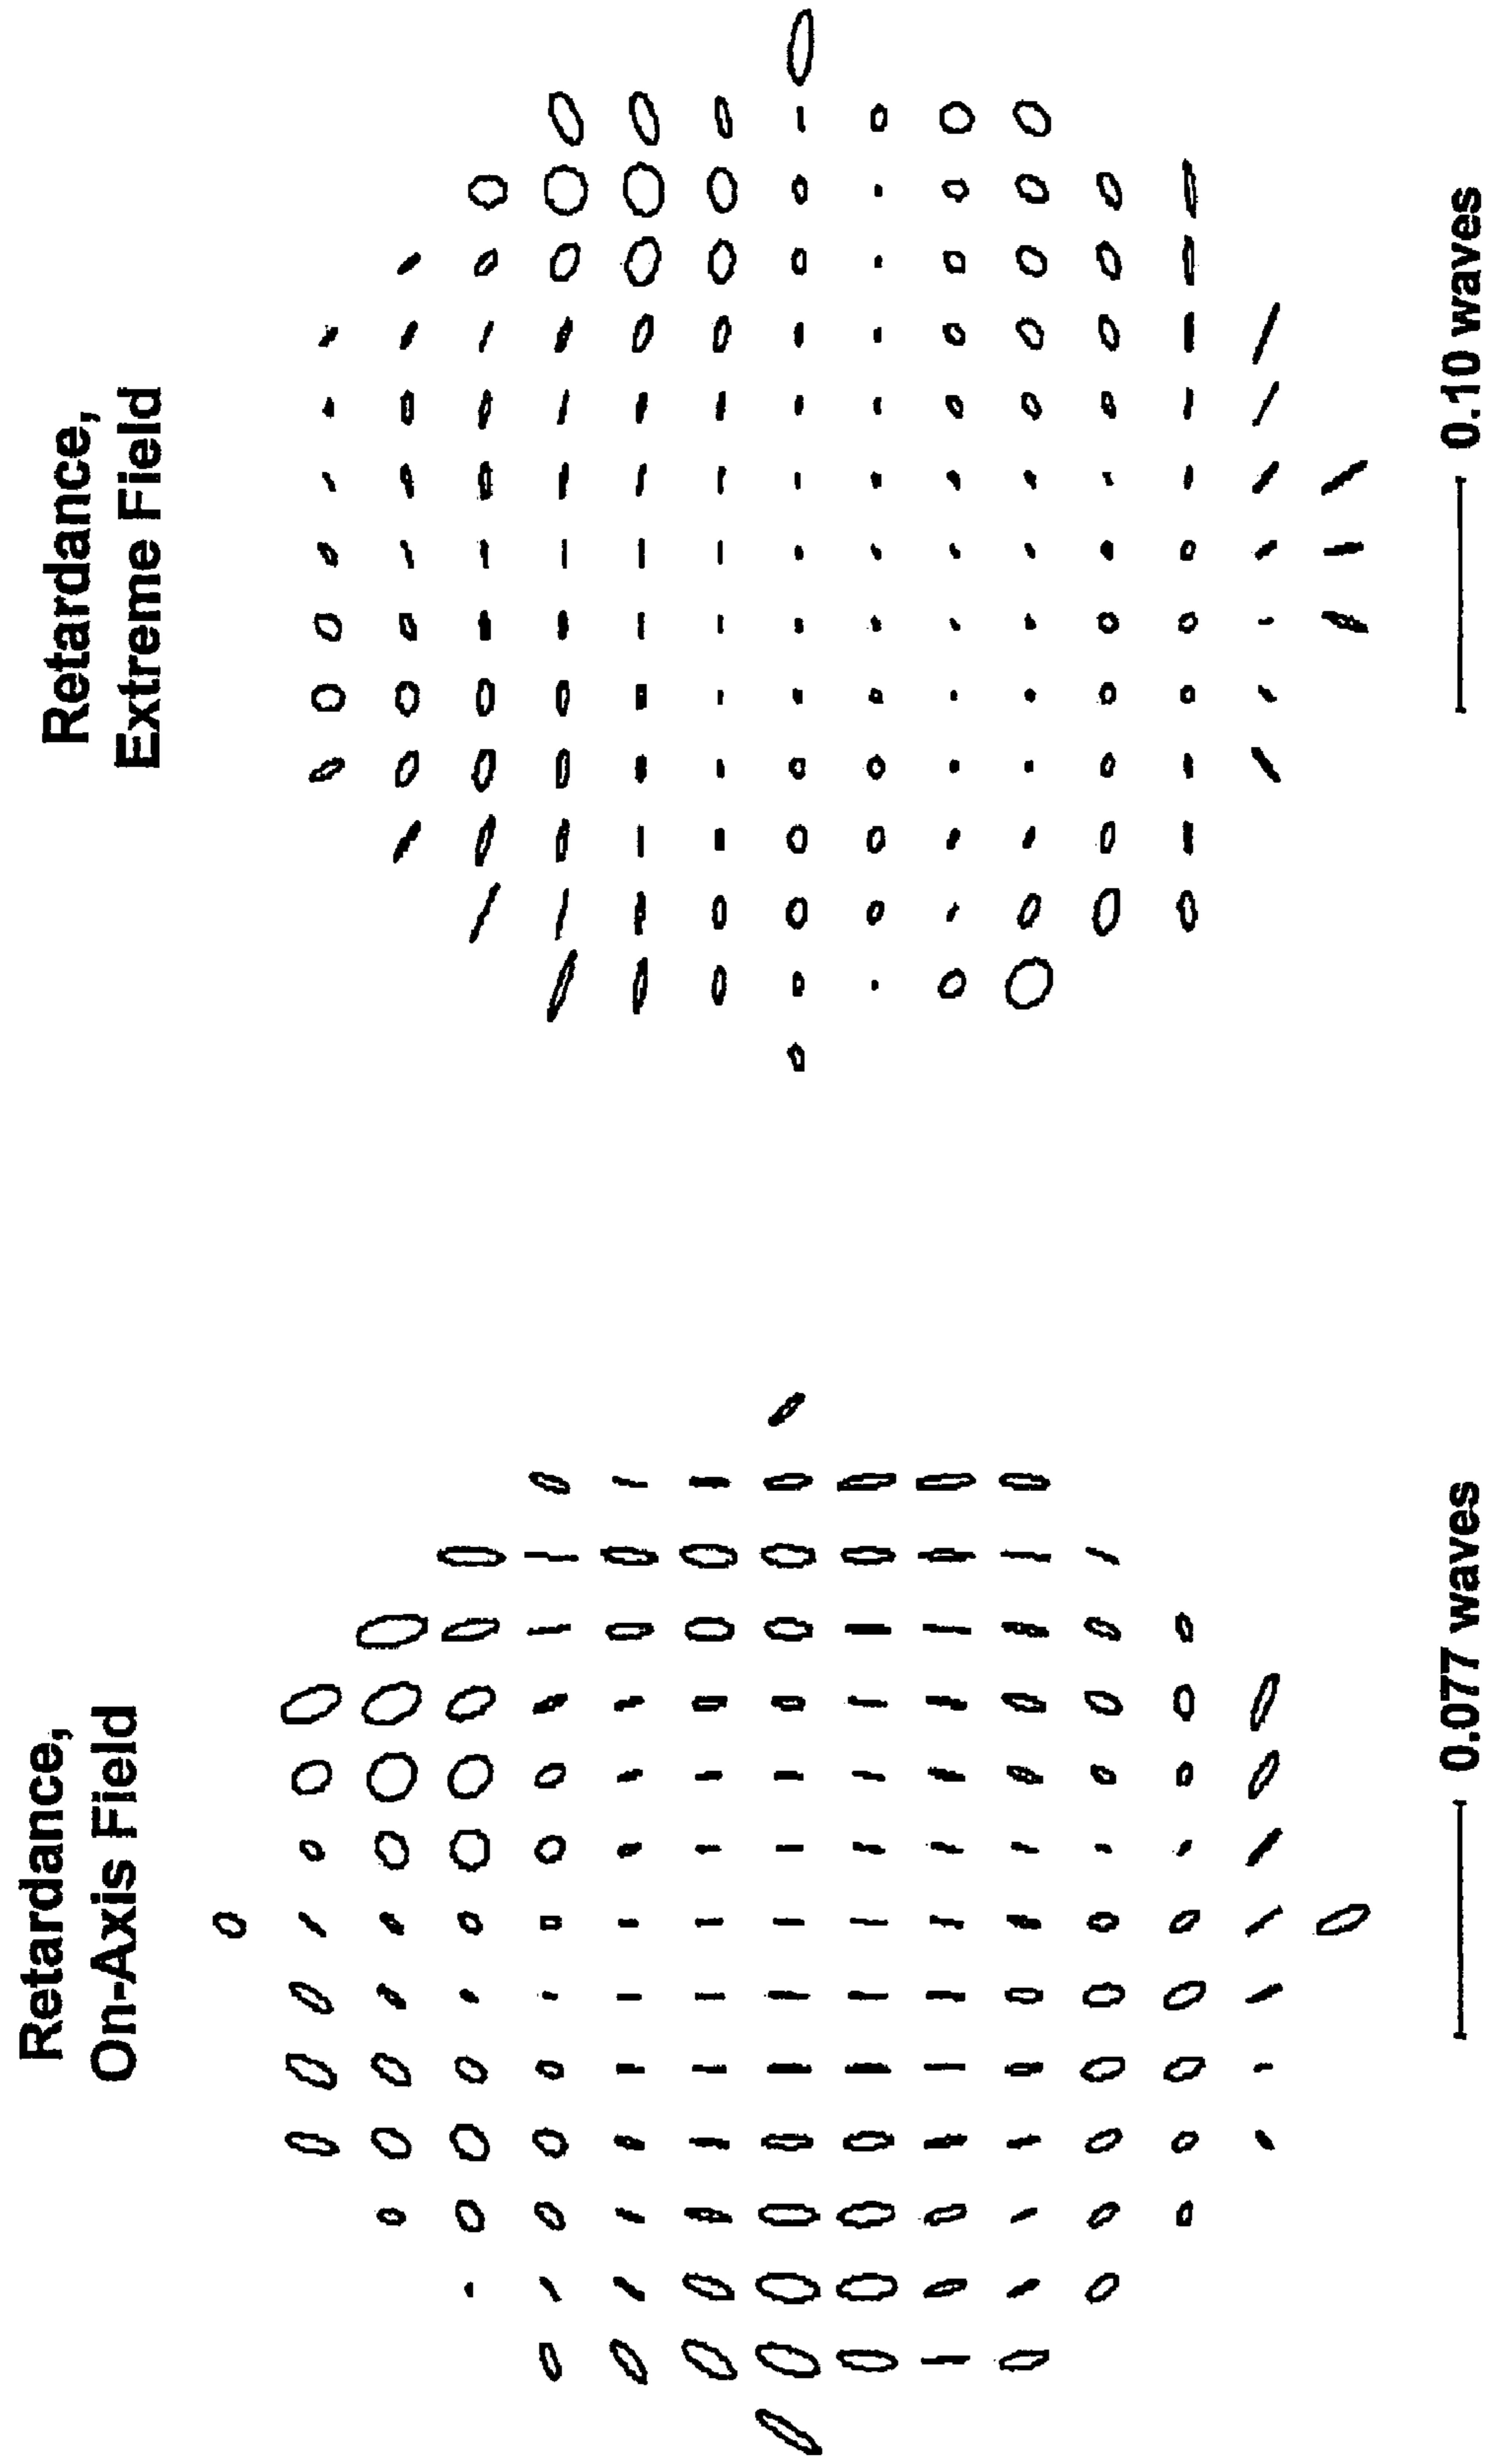 Retardance,
On-Axis Field
0.077 waves
Retardance,
Extreme Field
0.10 waves